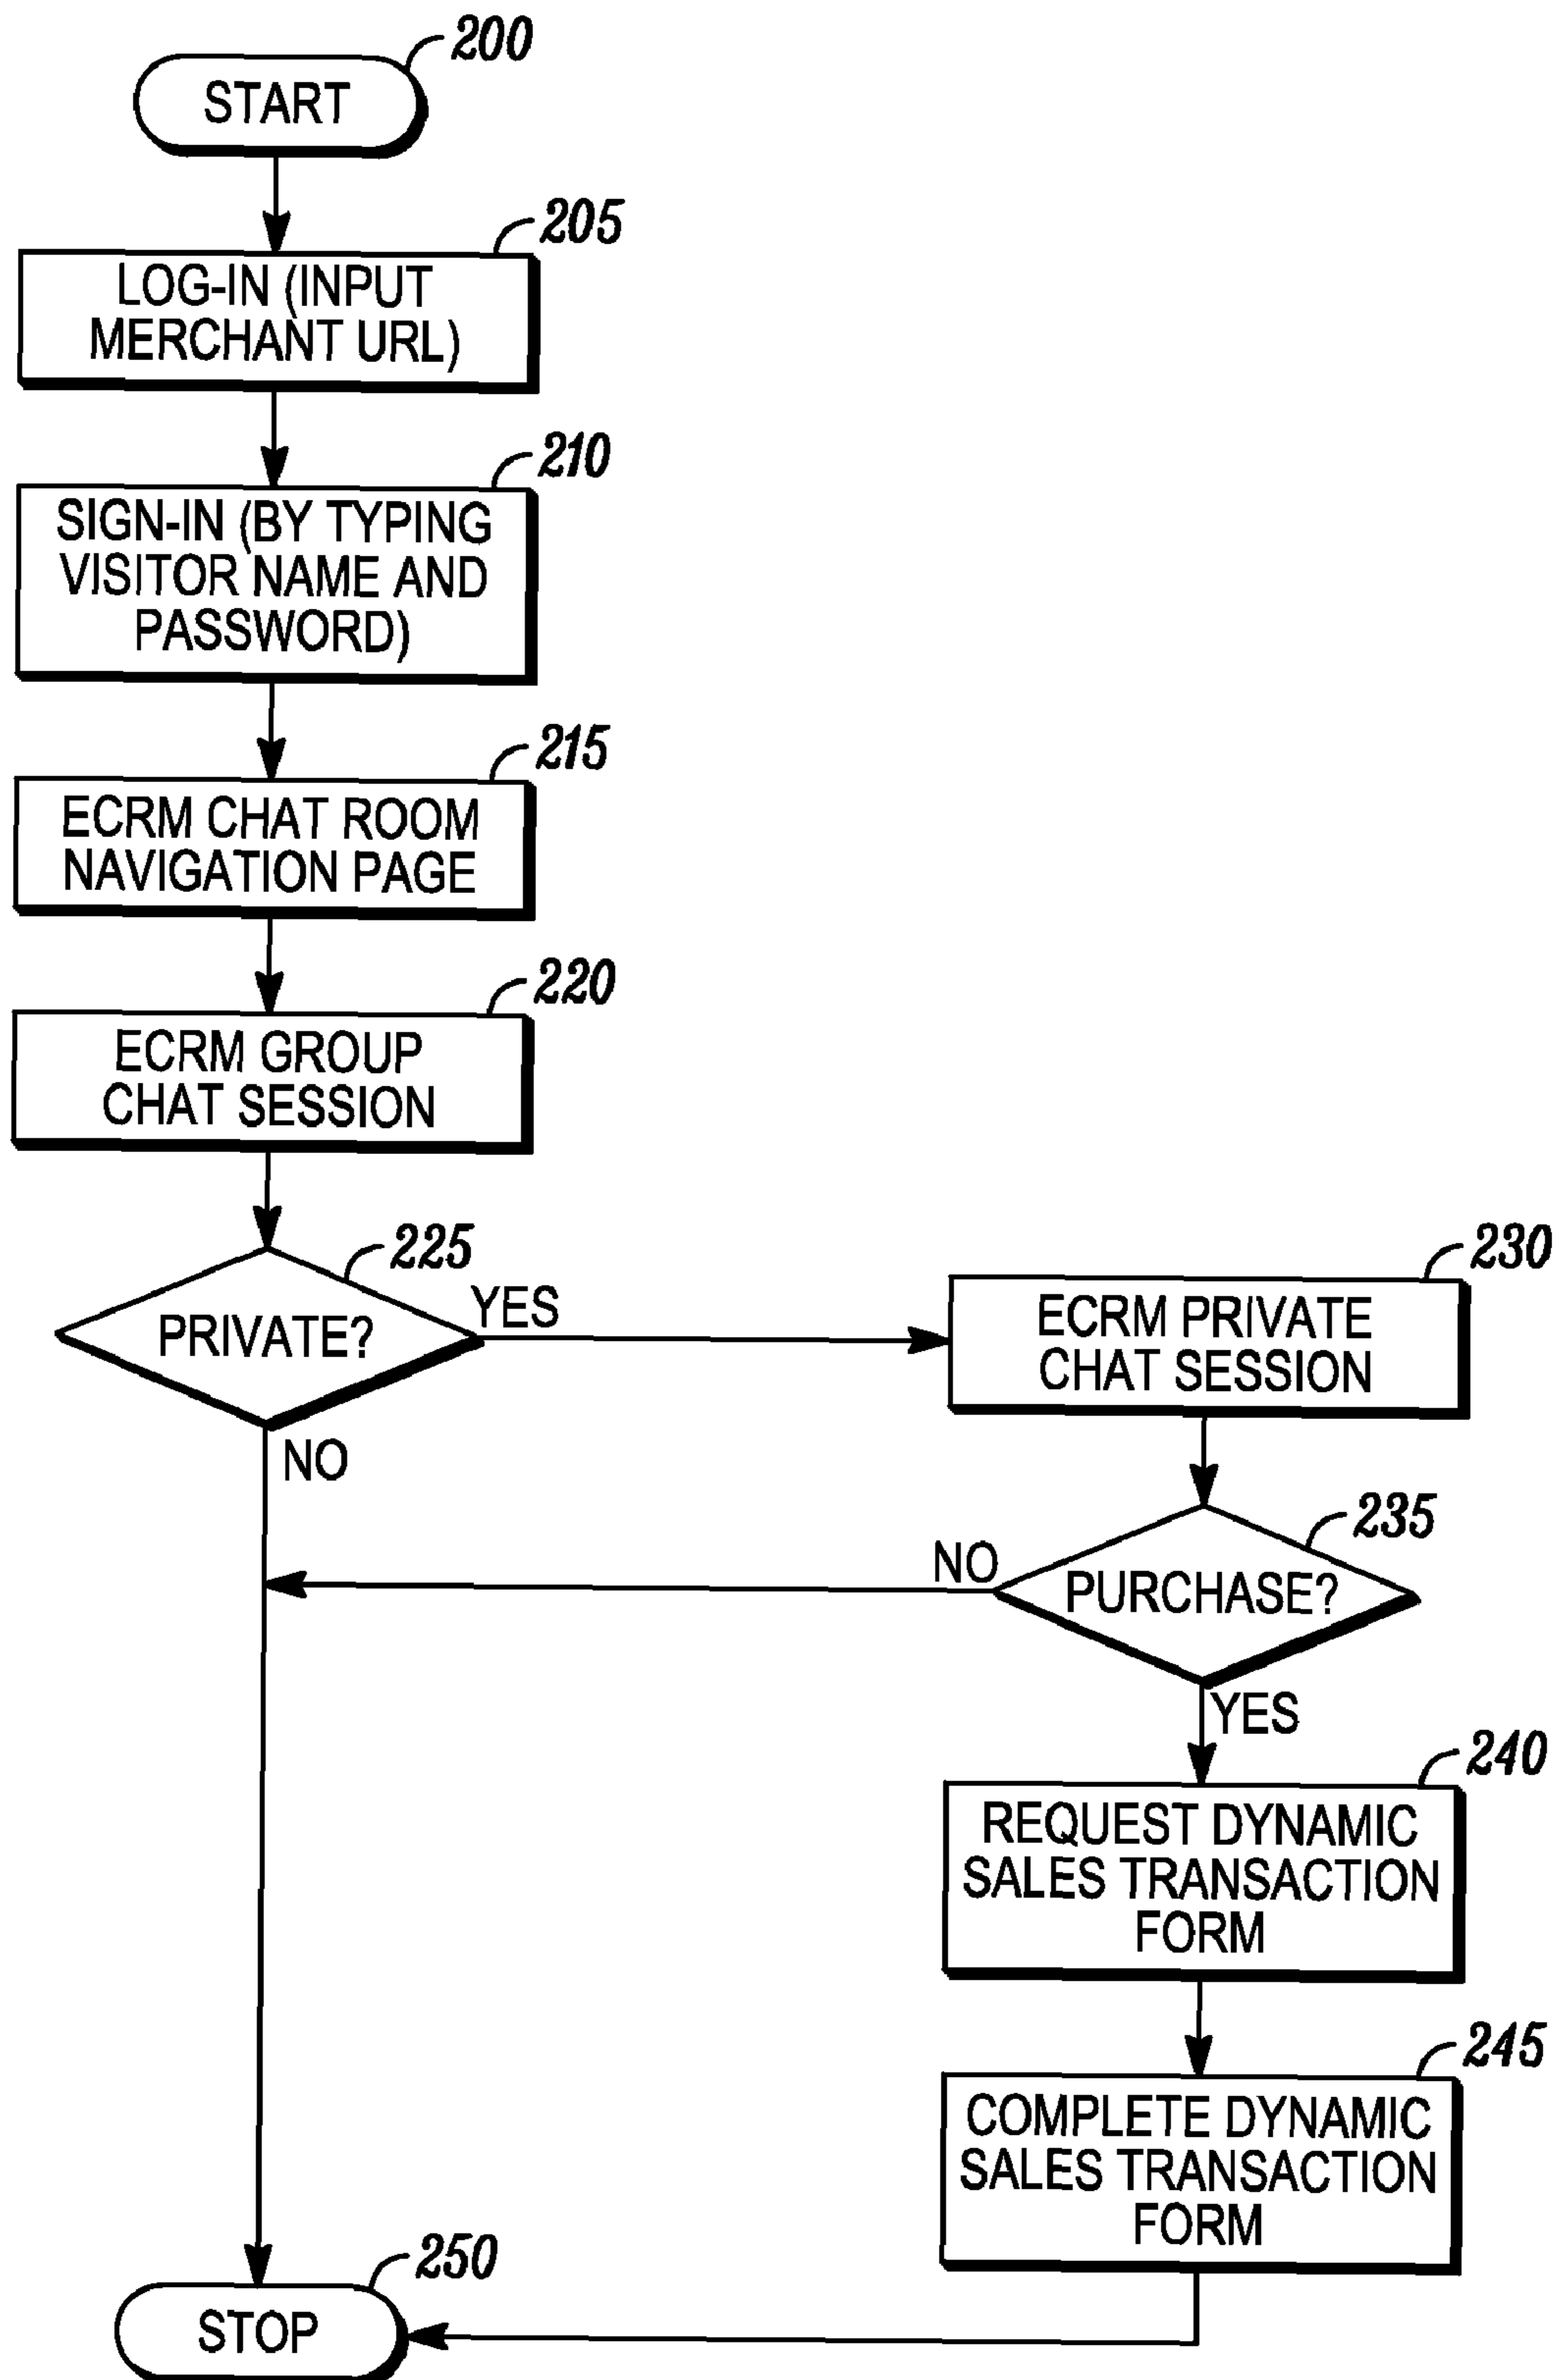 200
START
205
LOG-IN (INPUT
MERCHANT URL)
210
SIGN-IN (BY TYPING
VISITOR NAME AND
PASSWORD)
215
ECRM CHAT ROOM
NAVIGATION PAGE
220
ECRM GROUP
CHAT SESSION
225
PRIVATE?
YES
NO
230
ECRM PRIVATE
CHAT SESSION
235
PURCHASE?
NO
YES
240
REQUEST DYNAMIC
SALES TRANSACTION
FORM
245
COMPLETE DYNAMIC
SALES TRANSACTION
FORM
250
STOP